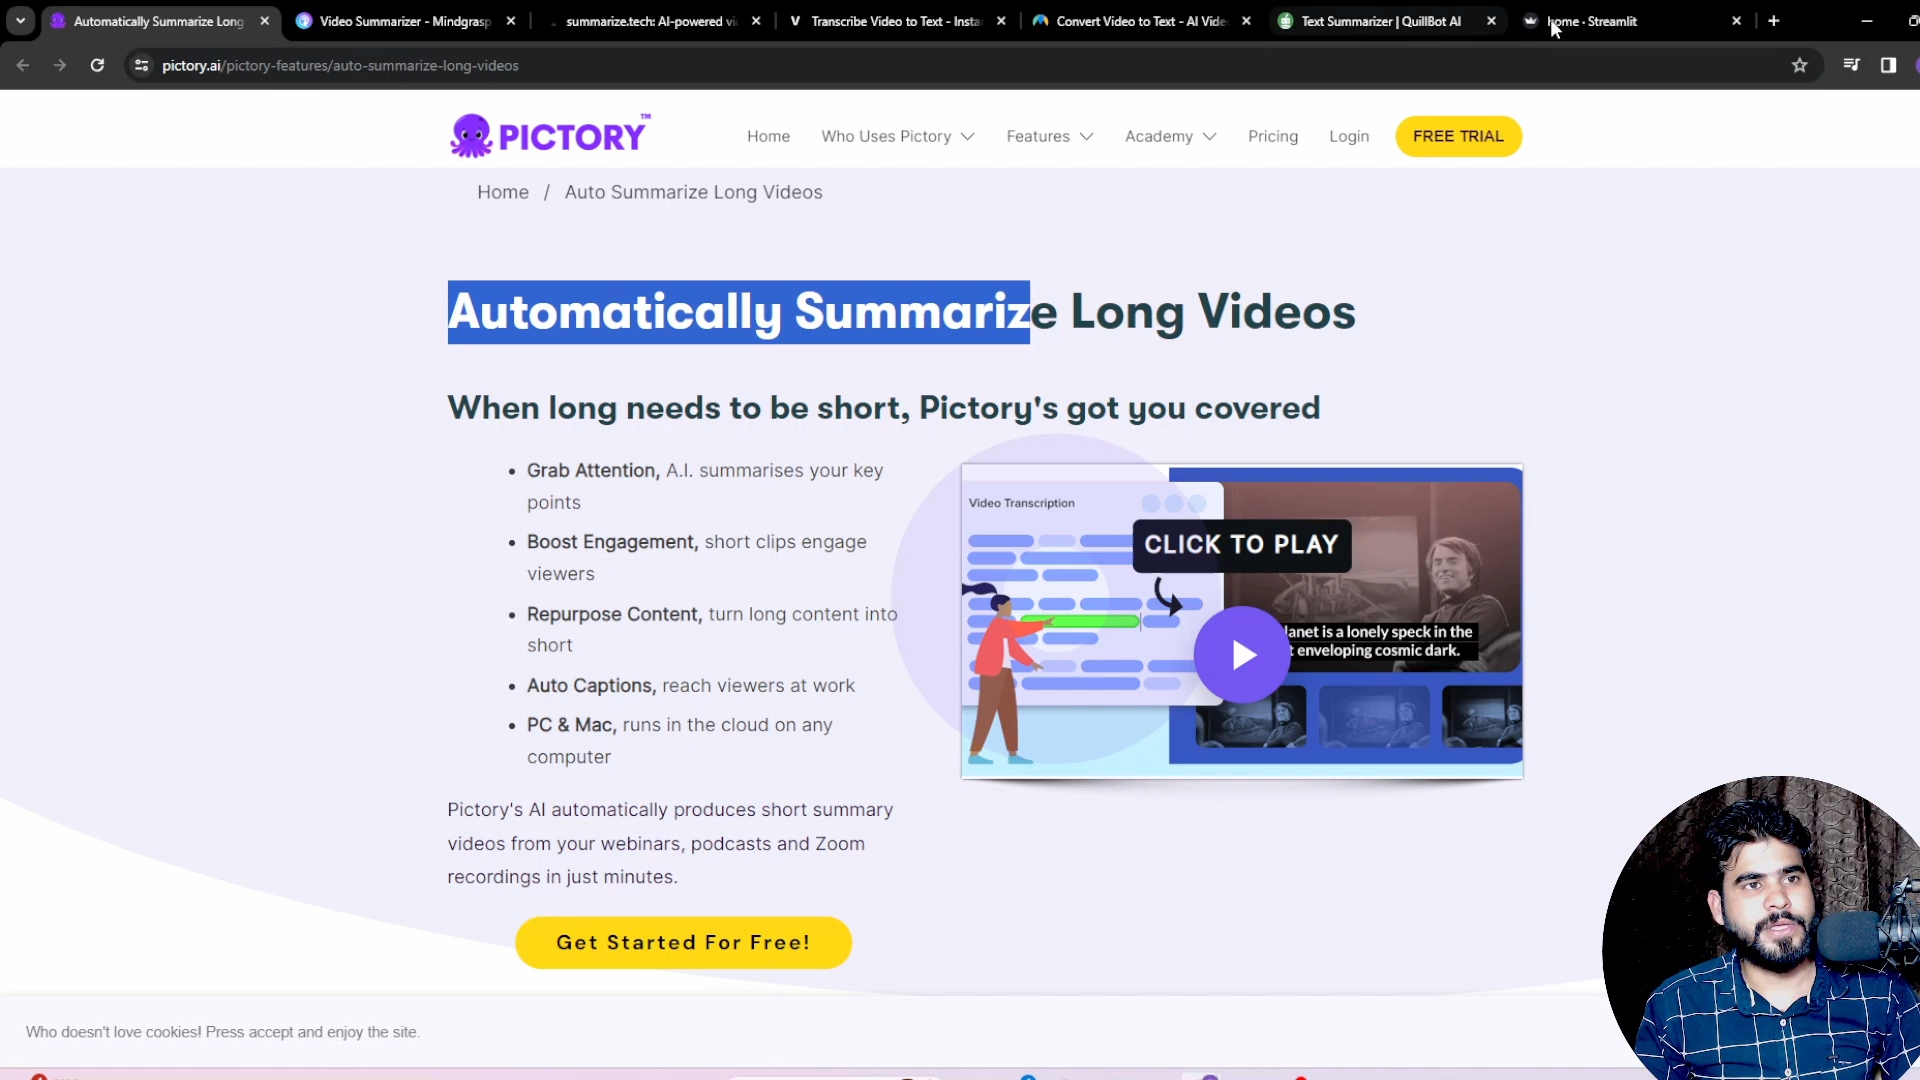 Automatically Summarize Long
Video Summarizer - Mindgrasp
summarize.tech: AI-powered vi
Transcribe Video to Text - Insta
Convert Video to Text - AI Vide
Text Summarizer | QuillBot AI
home · Streamlit
pictory.ai/pictory-features/auto-summarize-long-videos
PICTORY™
Home
Who Uses Pictory
Features
Academy
Pricing
Login
FREE TRIAL
Home / Auto Summarize Long Videos
Automatically Summarize Long Videos
When long needs to be short, Pictory's got you covered
• Grab Attention, A.I. summarises your key
points
• Boost Engagement, short clips engage
viewers
• Repurpose Content, turn long content into
short
• Auto Captions, reach viewers at work
• PC & Mac, runs in the cloud on any
computer
Video Transcription
CLICK TO PLAY
lanet is a lonely speck in the
t enveloping cosmic dark.
Pictory's AI automatically produces short summary
videos from your webinars, podcasts and Zoom
recordings in just minutes.
Get Started For Free!
Who doesn't love cookies! Press accept and enjoy the site.